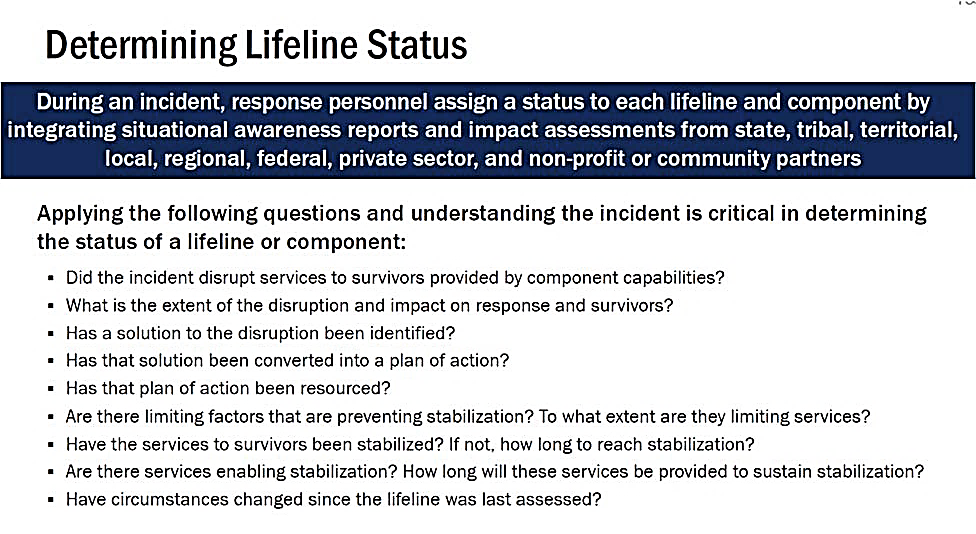 Determining Lifeline Status
During an incident, response personnel assign a status to each lifeline and component by
integrating situational awareness reports and impact assessments from state, tribal, territorial,
local, regional, federal, private sector, and non-profit or community partners
Applying the following questions and understanding the incident is critical in determining
the status of a lifeline or component:
▪ Did the incident disrupt services to survivors provided by component capabilities?
▪ What is the extent of the disruption and impact on response and survivors?
▪ Has a solution to the disruption been identified?
▪ Has that solution been converted into a plan of action?
▪ Has that plan of action been resourced?
▪ Are there limiting factors that are preventing stabilization? To what extent are they limiting services?
▪ Have the services to survivors been stabilized? If not, how long to reach stabilization?
▪ Are there services enabling stabilization? How long will these services be provided to sustain stabilization?
▪ Have circumstances changed since the lifeline was last assessed?